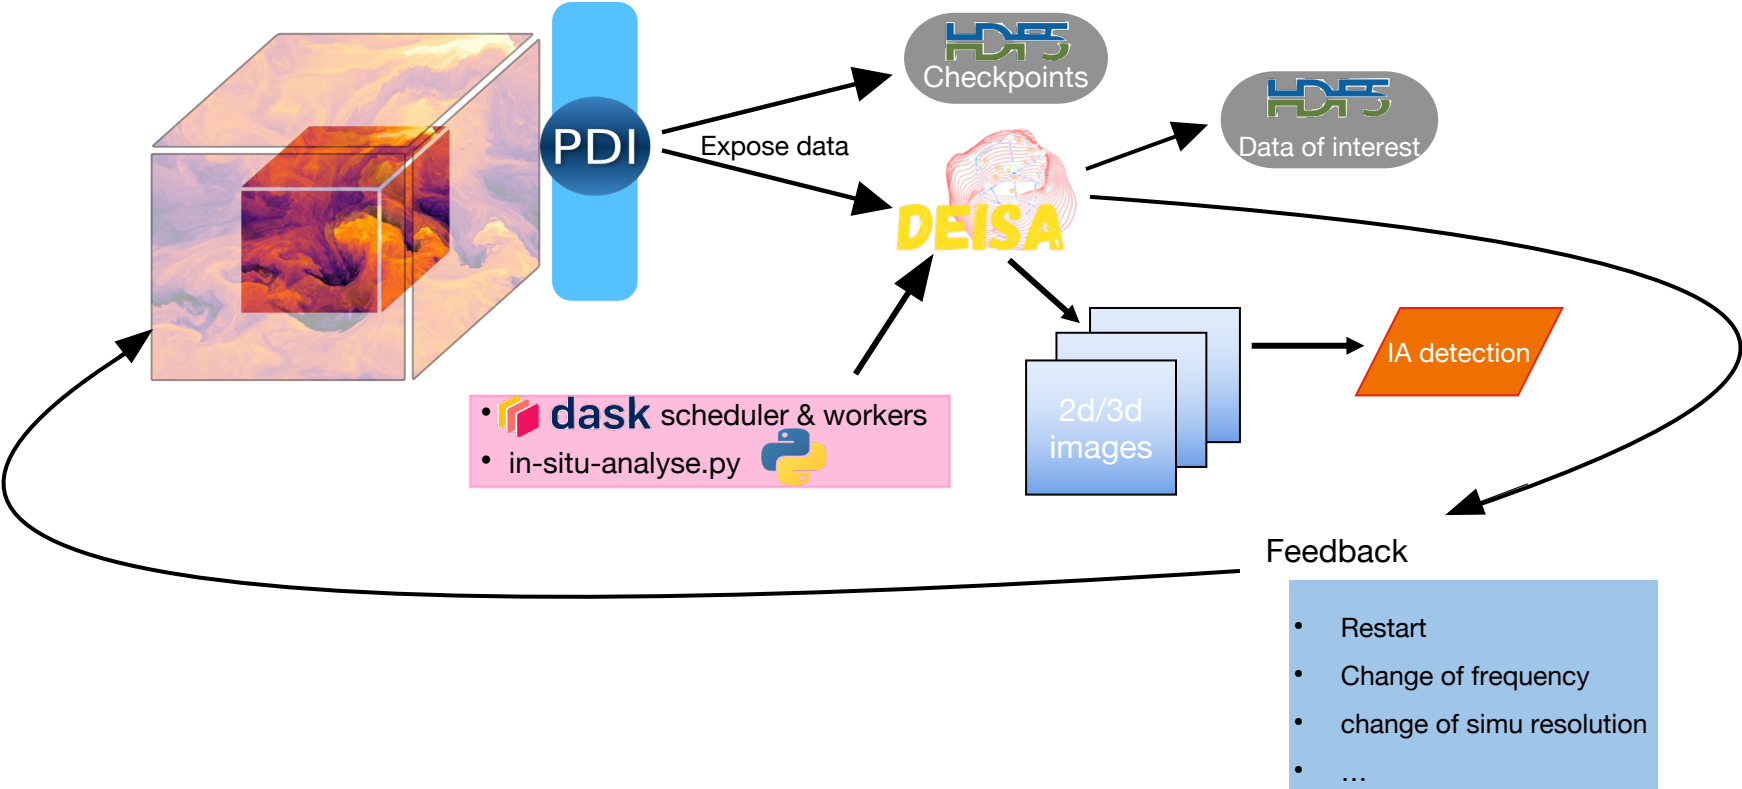 PDI
Expose data
HDF5
Checkpoints
HDF5
Data of interest
DEISA
• dask scheduler & workers
• in-situ-analyse.py
2d/3d
images
IA detection
Feedback
• Restart
• Change of frequency
• change of simu resolution
• ...